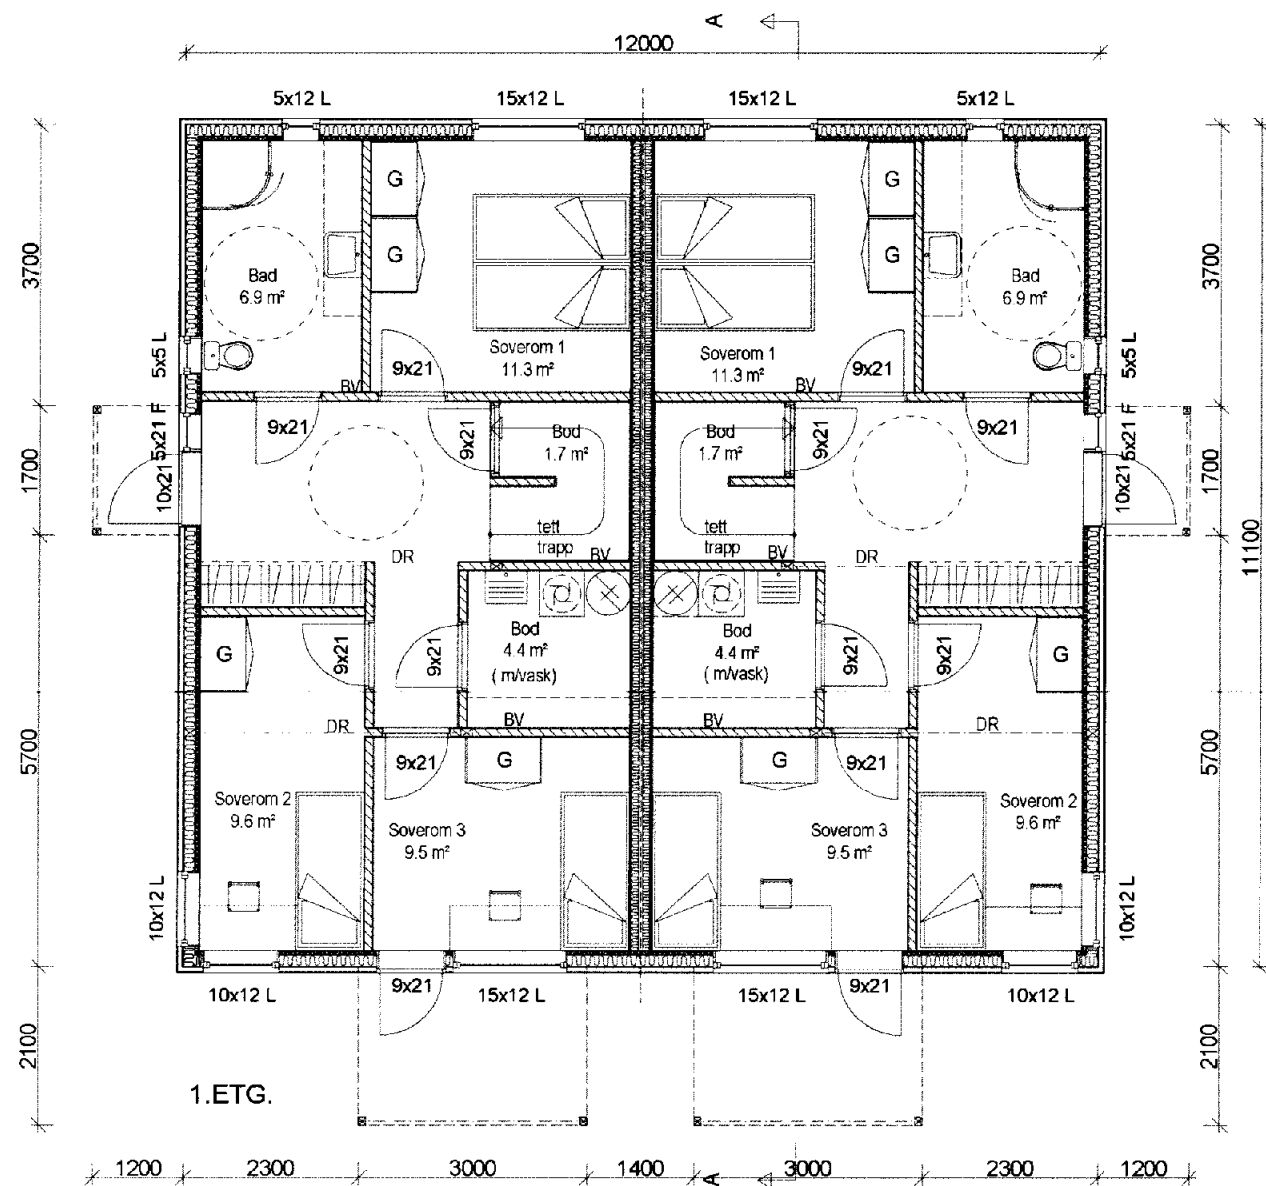 A
12000
5x12 L
15x12 L
15x12 L
5x12 L
G
G
G
G
3700
3700
Bad
6.9 m²
Bad
6.9 m²
5x5 L
5x5 L
Soverom 1
11.3 m²
Soverom 1
11.3 m²
9x21
9x21
BV
BV
5x21 F
10x21
9x21
9x21
Bod
1.7 m²
Bod
1.7 m²
9x21
9x21
5x21 F
10x21
1700
1700
11100
tett
trapp
tett
trapp
DR
BV
BV
DR
Bod
4.4 m²
( m/vask)
Bod
4.4 m²
( m/vask)
G
9x21
9x21
9x21
9x21
G
DR
BV
BV
DR
5700
5700
9x21
G
G
9x21
Soverom 2
9.6 m²
Soverom 3
9.5 m²
Soverom 3
9.5 m²
Soverom 2
9.6 m²
10x12 L
10x12 L
10x12 L
9x21
15x12 L
15x12 L
9x21
10x12 L
2100
2100
1.ETG.
1200
2300
3000
1400
A
3000
2300
1200